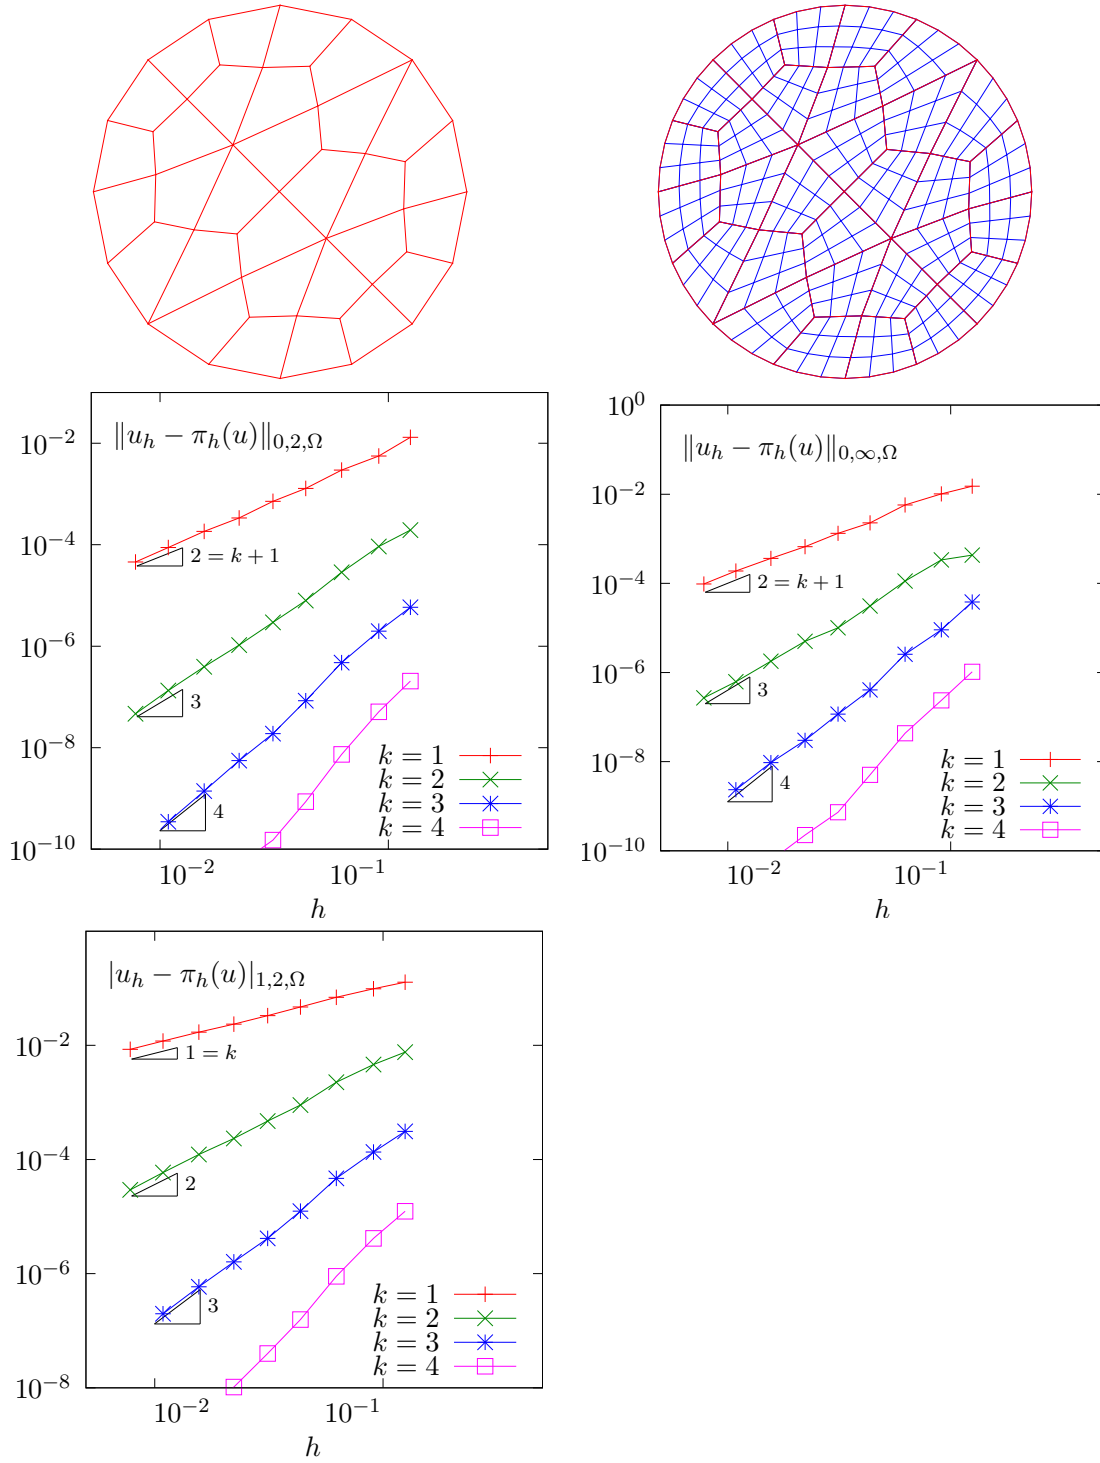 ‖u_h − π_h(u)‖_{0,2,Ω}
10^{−2}
10^{−4}
10^{−6}
10^{−8}
10^{−10}
2 = k + 1
3
4
k = 1
k = 2
k = 3
k = 4
10^{−2} 10^{−1}
h
‖u_h − π_h(u)‖_{0,∞,Ω}
10^{0}
10^{−2}
10^{−4}
10^{−6}
10^{−8}
10^{−10}
2 = k + 1
3
4
k = 1
k = 2
k = 3
k = 4
10^{−2} 10^{−1}
h
|u_h − π_h(u)|_{1,2,Ω}
10^{−2}
10^{−4}
10^{−6}
10^{−8}
1 = k
2
3
k = 1
k = 2
k = 3
k = 4
10^{−2} 10^{−1}
h